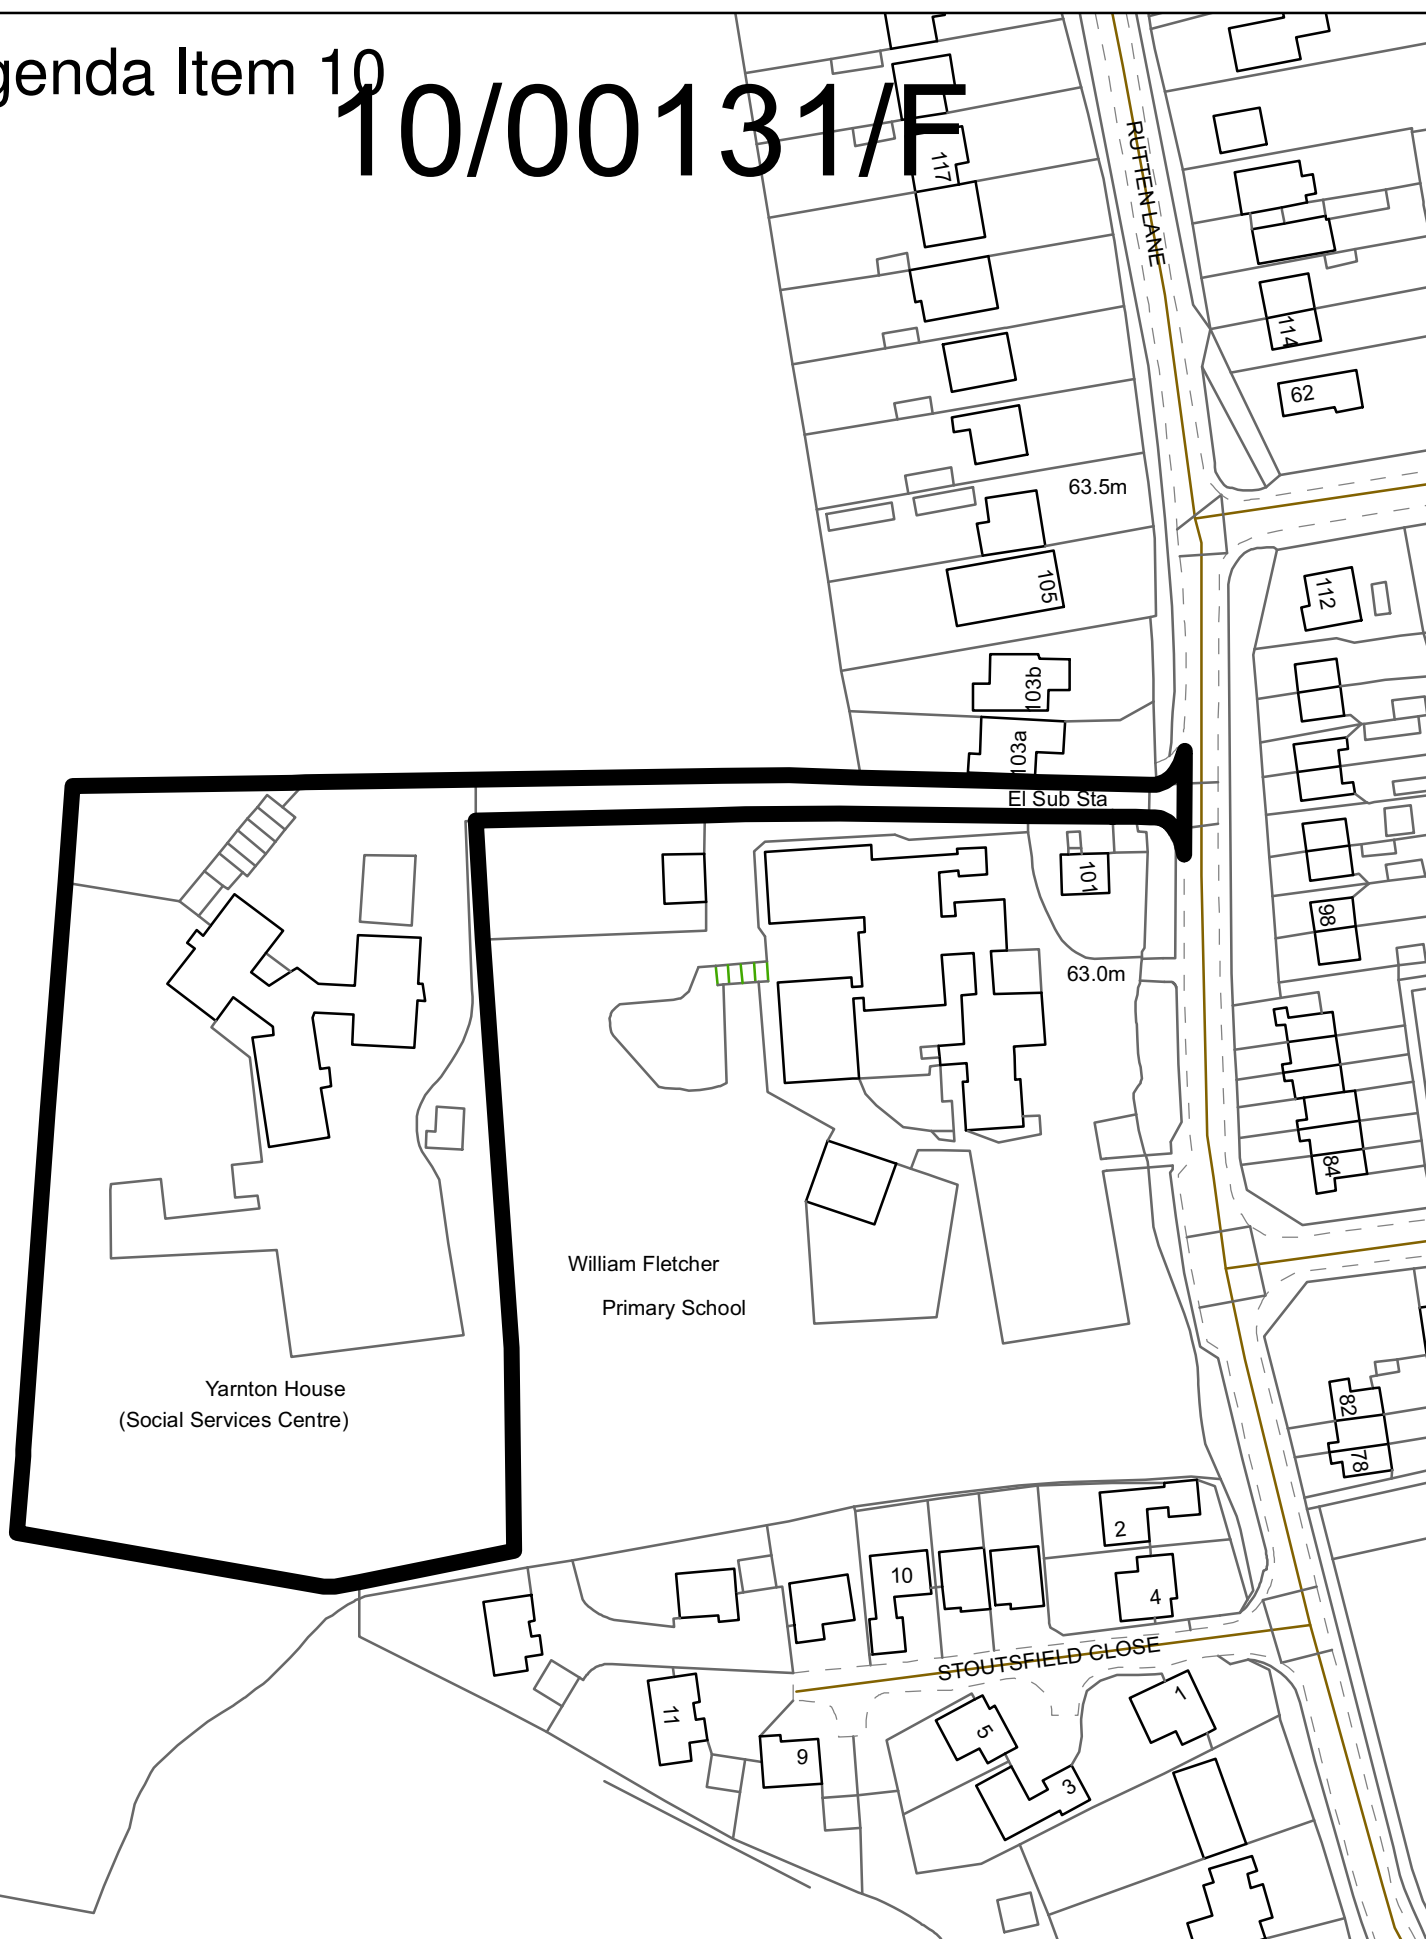 genda Item 10
10/00131/F
RUTTEN LANE
117
114
62
63.5m
105
112
103b
103a
El Sub Sta
101
98
63.0m
84
William Fletcher
Primary School
Yarnton House
(Social Services Centre)
82
78
2
10
4
STOUTSFIELD CLOSE
11
1
5
9
3